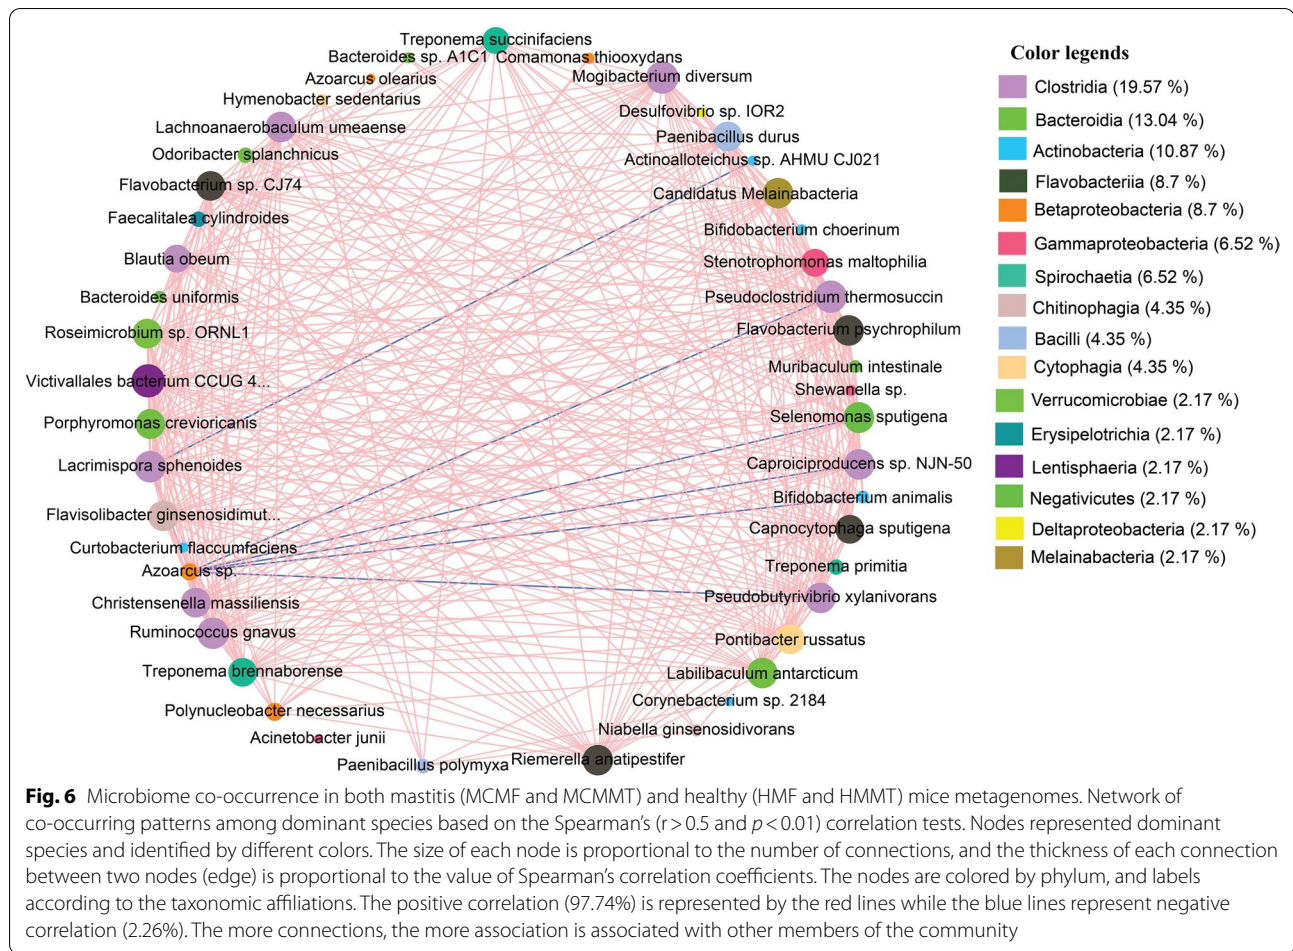 Treponema succinifaciens
Bacteroides sp. A1C1
Comamonas thiooxydans
Azoarcus olearius
Mogibacterium diversum
Hymenobacter sedentarius
Desulfovibrio sp. IOR2
Lachnoanaerobaculum umeaense
Paenibacillus durus
Odoribacter splanchnicus
Actinoalloteichus sp. AHMU CJ021
Flavobacterium sp. CJ74
Candidatus Melainabacteria
Faecalitalea cylindroides
Bifidobacterium choerinum
Blautia obeum
Stenotrophomonas maltophilia
Bacteroides uniformis
Pseudoclostridium thermosuccin
Roseimicrobium sp. ORNL1
Flavobacterium psychrophilum
Muribaculum intestinale
Victivallales bacterium CCUG 4...
Shewanella sp.
Porphyromonas crevioricanis
Selenomonas sputigena
Lacrimispora sphenoides
Caproiciproducens sp. NJN-50
Bifidobacterium animalis
Flavisolibacter ginsenosidimut...
Capnocytophaga sputigena
Curtobacterium flaccumfaciens
Azoarcus sp.
Treponema primitia
Christensenella massiliensis
Pseudobutyrivibrio xylanivorans
Ruminococcus gnavus
Pontibacter russatus
Treponema brennaborense
Labilibaculum antarcticum
Polynucleobacter necessarius
Corynebacterium sp. 2184
Acinetobacter junii
Niabella ginsenosidivorans
Paenibacillus polymyxa
Riemerella anatipestifer
Color legends
Clostridia (19.57 %)
Bacteroidia (13.04 %)
Actinobacteria (10.87 %)
Flavobacteriia (8.7 %)
Betaproteobacteria (8.7 %)
Gammaproteobacteria (6.52 %)
Spirochaetia (6.52 %)
Chitinophagia (4.35 %)
Bacilli (4.35 %)
Cytophagia (4.35 %)
Verrucomicrobiae (2.17 %)
Erysipelotrichia (2.17 %)
Lentisphaeria (2.17 %)
Negativicutes (2.17 %)
Deltaproteobacteria (2.17 %)
Melainabacteria (2.17 %)
Fig. 6 Microbiome co-occurrence in both mastitis (MCMF and MCMMT) and healthy (HMF and HMMT) mice metagenomes. Network of
co-occurring patterns among dominant species based on the Spearman's (r > 0.5 and p < 0.01) correlation tests. Nodes represented dominant
species and identified by different colors. The size of each node is proportional to the number of connections, and the thickness of each connection
between two nodes (edge) is proportional to the value of Spearman's correlation coefficients. The nodes are colored by phylum, and labels
according to the taxonomic affiliations. The positive correlation (97.74%) is represented by the red lines while the blue lines represent negative
correlation (2.26%). The more connections, the more association is associated with other members of the community